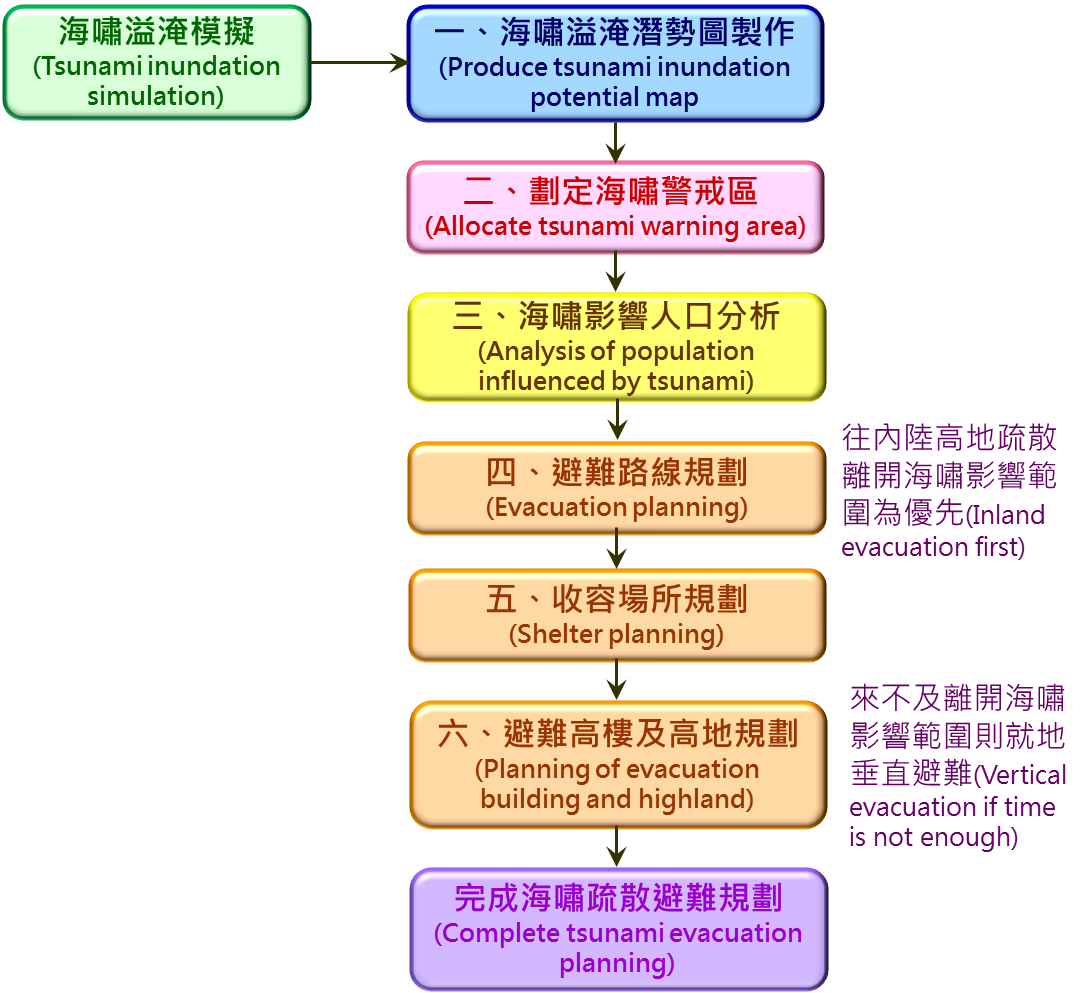 海嘯溢淹模擬
(Tsunami inundation
simulation)
一、海嘯溢淹潛勢圖製作
(Produce tsunami inundation
potential map
二、劃定海嘯警戒區
(Allocate tsunami warning area)
三、海嘯影響人口分析
(Analysis of population
influenced by tsunami)
四、避難路線規劃
(Evacuation planning)
往內陸高地疏散
離開海嘯影響範
圍為優先(Inland
evacuation first)
五、收容場所規劃
(Shelter planning)
六、避難高樓及高地規劃
(Planning of evacuation
building and highland)
來不及離開海嘯
影響範圍則就地
垂直避難(Vertical
evacuation if time
is not enough)
完成海嘯疏散避難規劃
(Complete tsunami evacuation
planning)